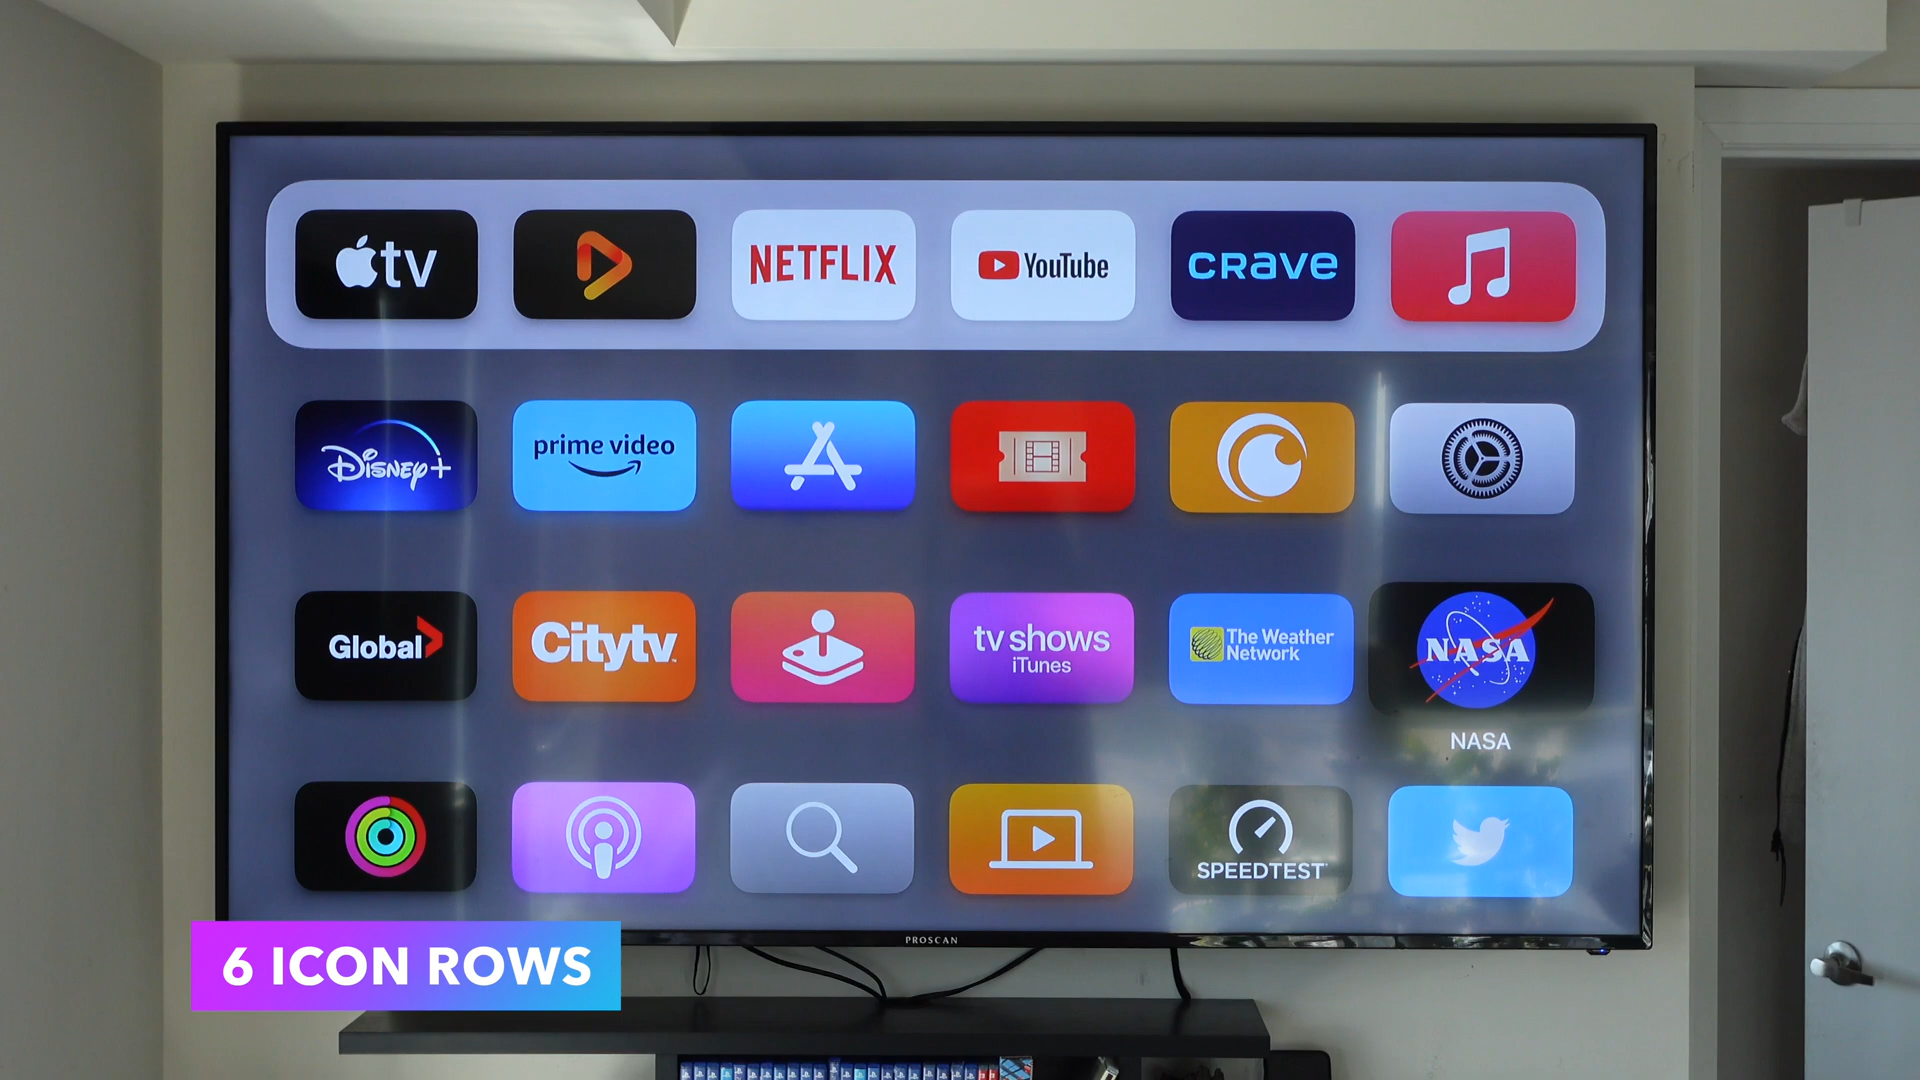 tv
NETFLIX
YouTube
CRAVE
Disney+
prime video
Global
Citytv
tv shows
iTunes
The Weather
Network
NASA
NASA
SPEEDTEST
PROSCAN
6 ICON ROWS